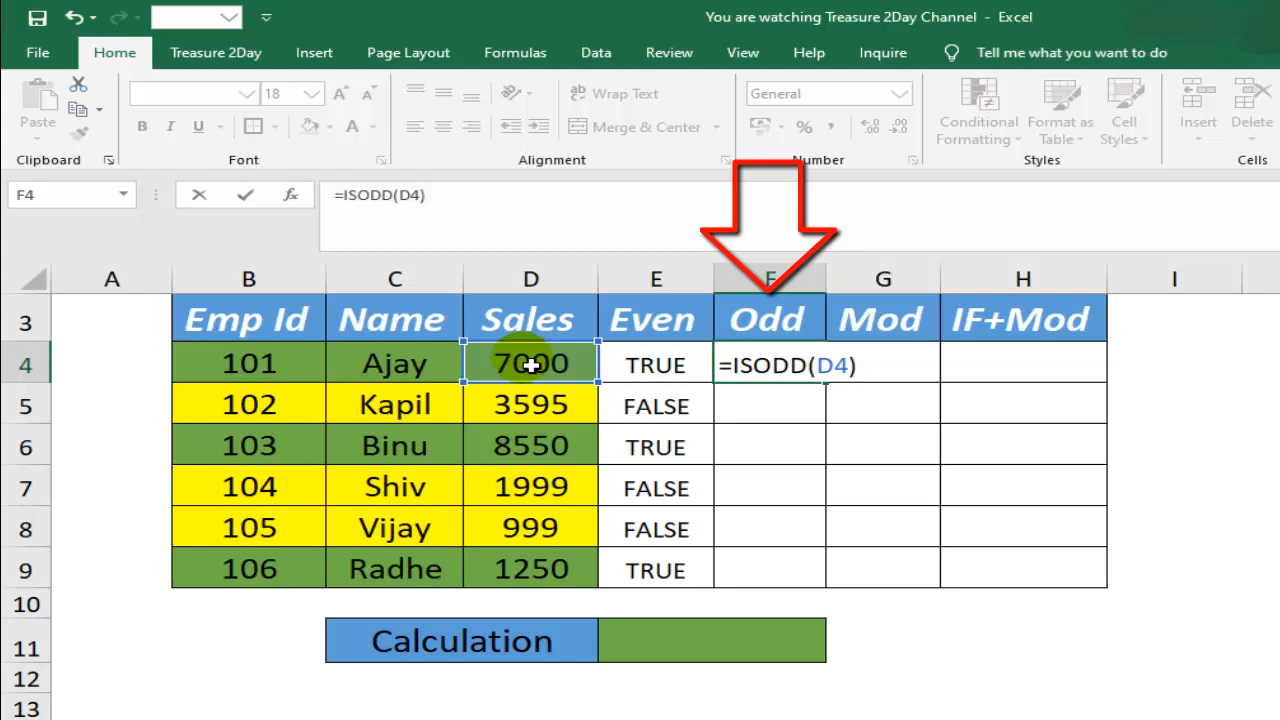 You are watching Treasure 2Day Channel - Excel
File Home Treasure 2Day Insert Page Layout Formulas Data Review View Help Inquire Tell me what you want to do
Paste
18
B I U A
ab Wrap Text
Merge & Center
General
% ,
Conditional Formatting
Format as Table
Cell Styles
Insert
Delete
Clipboard Font Alignment Number Styles Cells
F4 fx =ISODD(D4)
A B C D E F G H I
3 Emp Id Name Sales Even Odd Mod IF+Mod
4 101 Ajay 7000 TRUE =ISODD(D4)
5 102 Kapil 3595 FALSE
6 103 Binu 8550 TRUE
7 104 Shiv 1999 FALSE
8 105 Vijay 999 FALSE
9 106 Radhe 1250 TRUE
10
11 Calculation
12
13